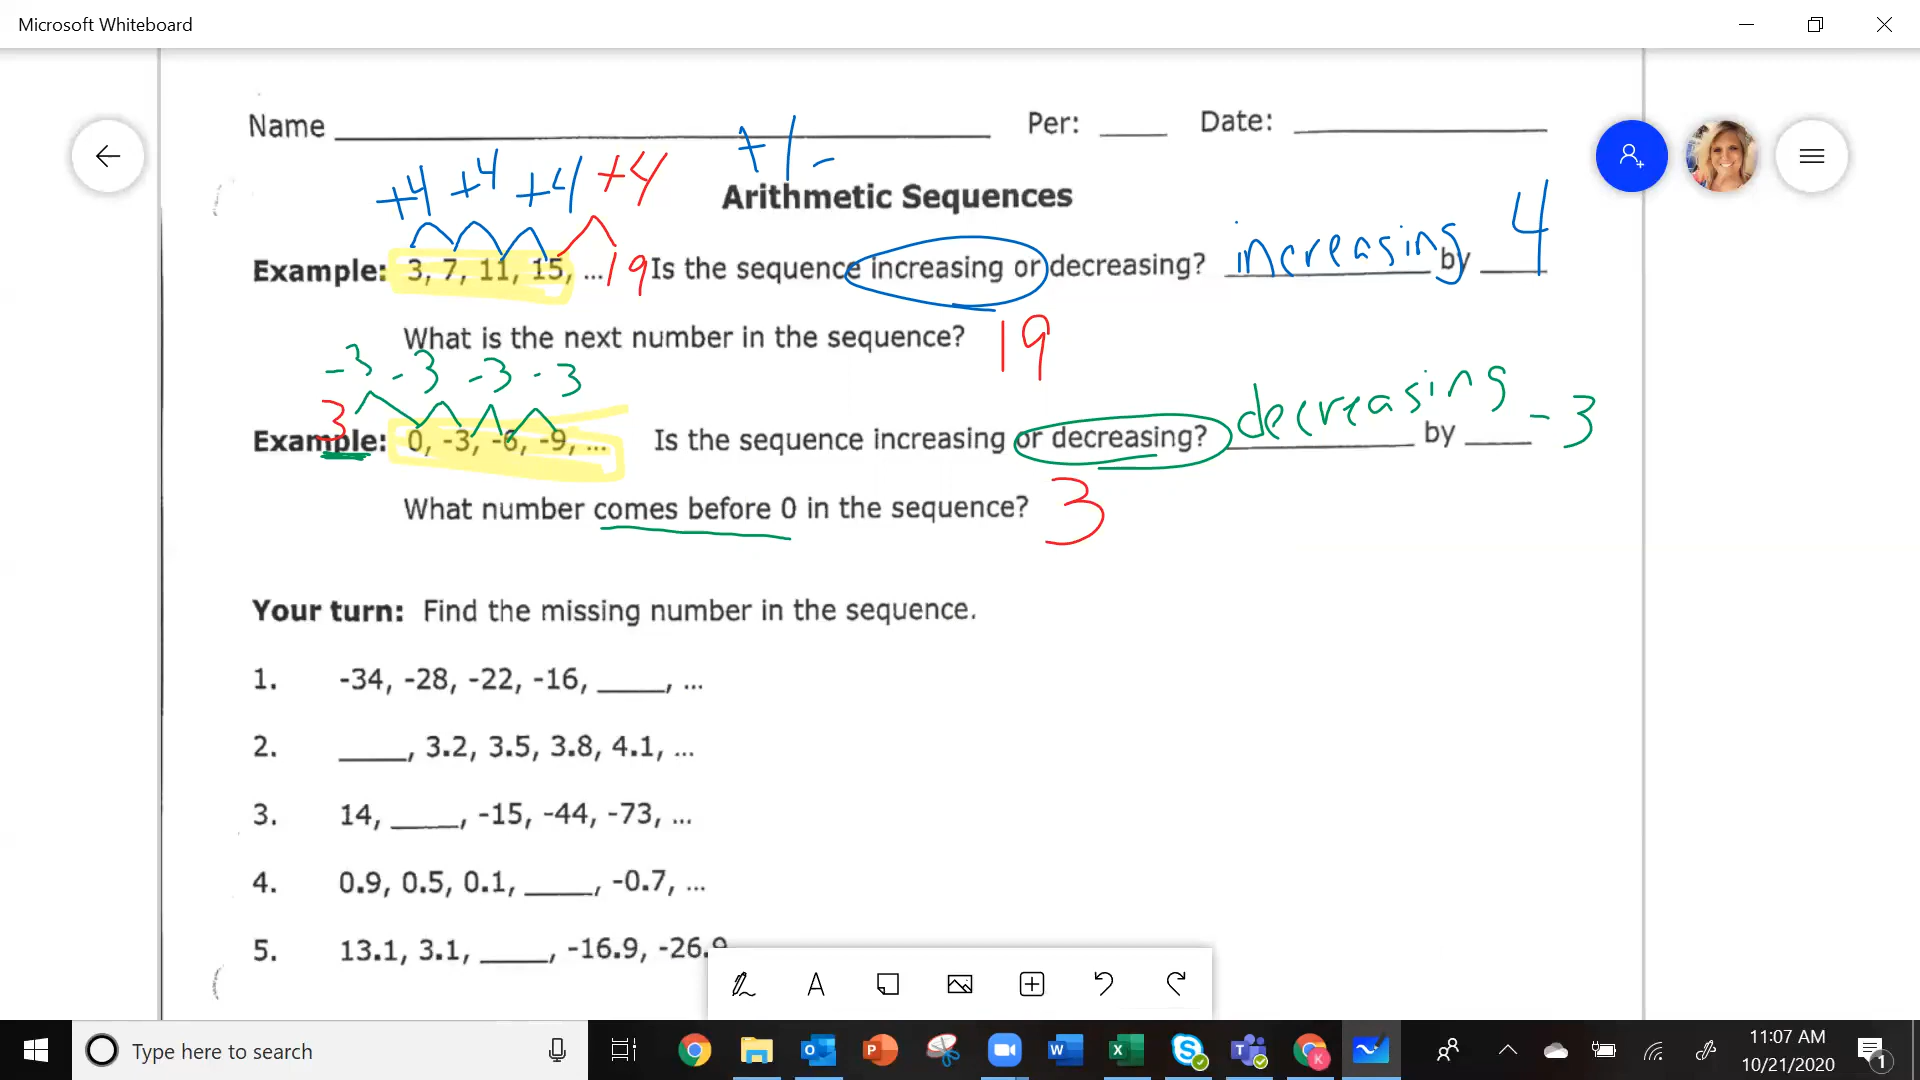 Microsoft Whiteboard
Name ____ Per: ____ Date: ____
+4 +4 +4 +4 +/-
Arithmetic Sequences
Example: 3, 7, 11, 15, ... 19 Is the sequence increasing or decreasing? increasing by 4
What is the next number in the sequence? 19
-3 -3 -3 -3
3
Example: 0, -3, -6, -9, ... Is the sequence increasing or decreasing? decreasing by -3
What number comes before 0 in the sequence? 3
Your turn: Find the missing number in the sequence.
1. -34, -28, -22, -16, ____, ...
2. ____, 3.2, 3.5, 3.8, 4.1, ...
3. 14, ____, -15, -44, -73, ...
4. 0.9, 0.5, 0.1, ____, -0.7, ...
5. 13.1, 3.1, ____, -16.9, -26.9
Type here to search
11:07 AM
10/21/2020
1